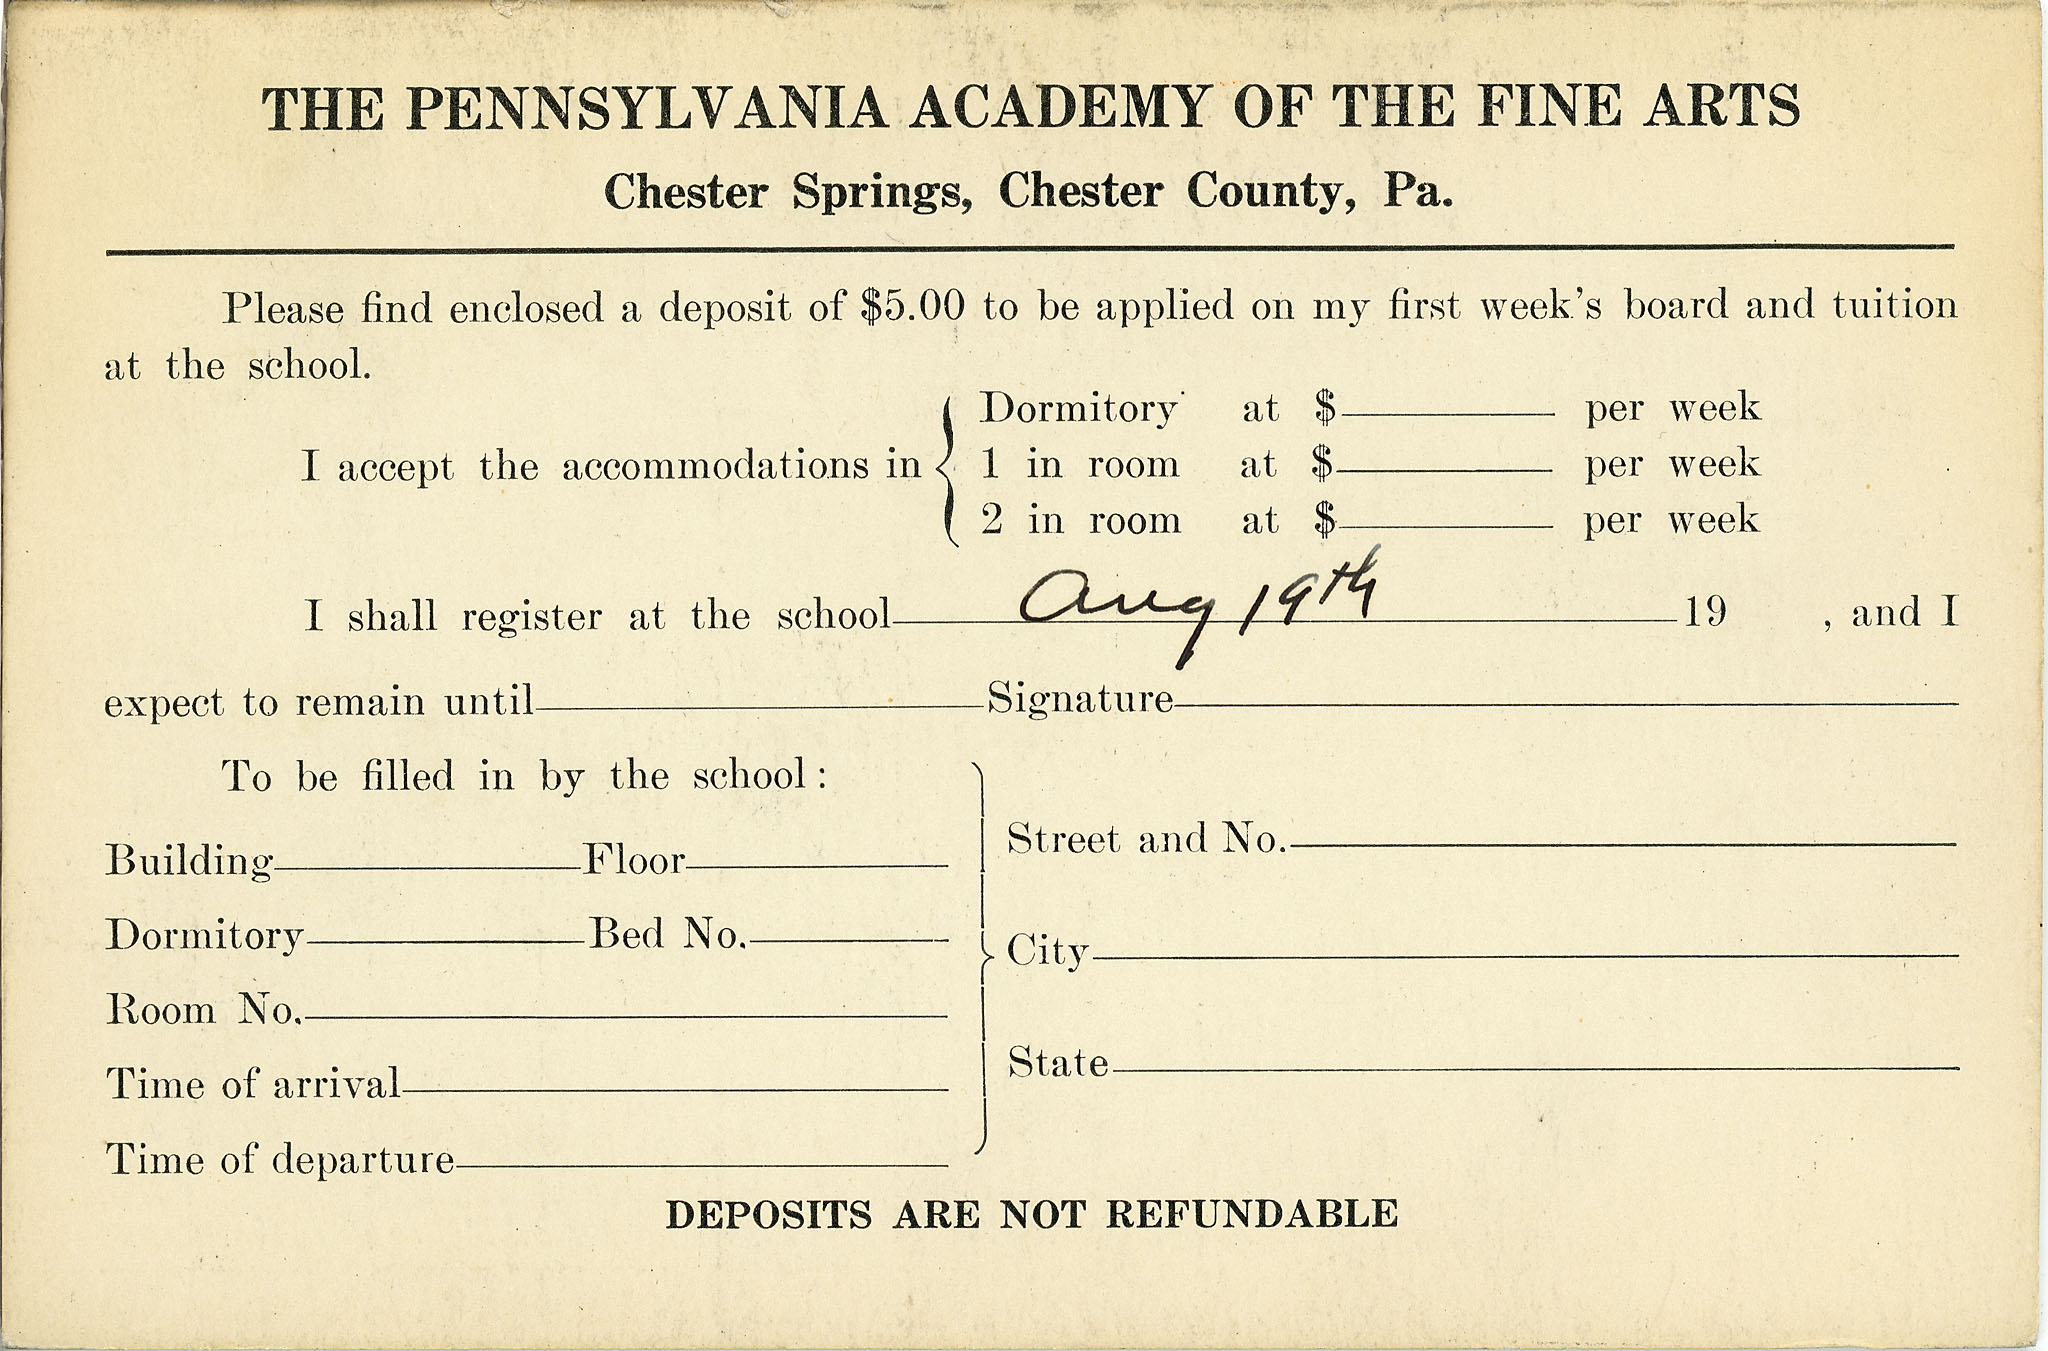 THE PENNSYLVANIA ACADEMY OF THE FINE ARTS
Chester Springs, Chester County, Pa.
Please find enclosed a deposit of $5.00 to be applied on my first week's board and tuition
at the school.
I accept the accommodations in
Dormitory at $ per week
1 in room at $ per week
2 in room at $ per week
I shall register at the school Aug 19th 19 , and I
expect to remain until Signature
To be filled in by the school:
Building Floor
Dormitory Bed No.
Room No.
Time of arrival
Time of departure
Street and No.
City
State
DEPOSITS ARE NOT REFUNDABLE